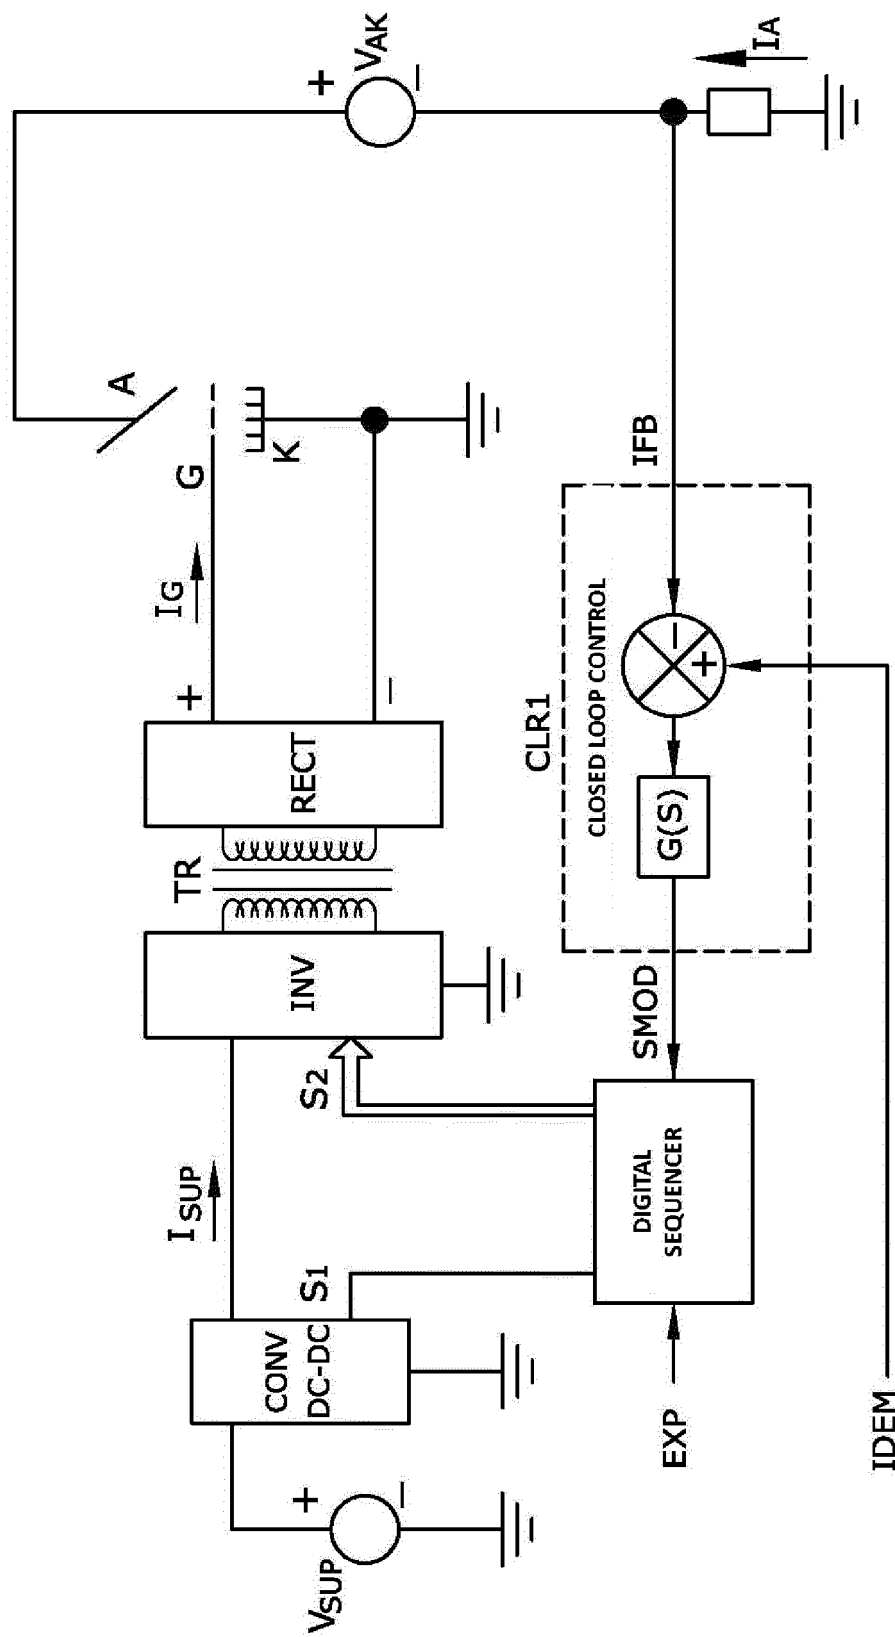 VSUP
+
−
CONV
DC-DC
S1
ISUP
S2
INV
TR
RECT
+
−
IG
G
A
K
+
VAK
−
IA
EXP
DIGITAL
SEQUENCER
SMOD
CLR1
CLOSED LOOP CONTROL
G(S)
−
+
IFB
IDEM